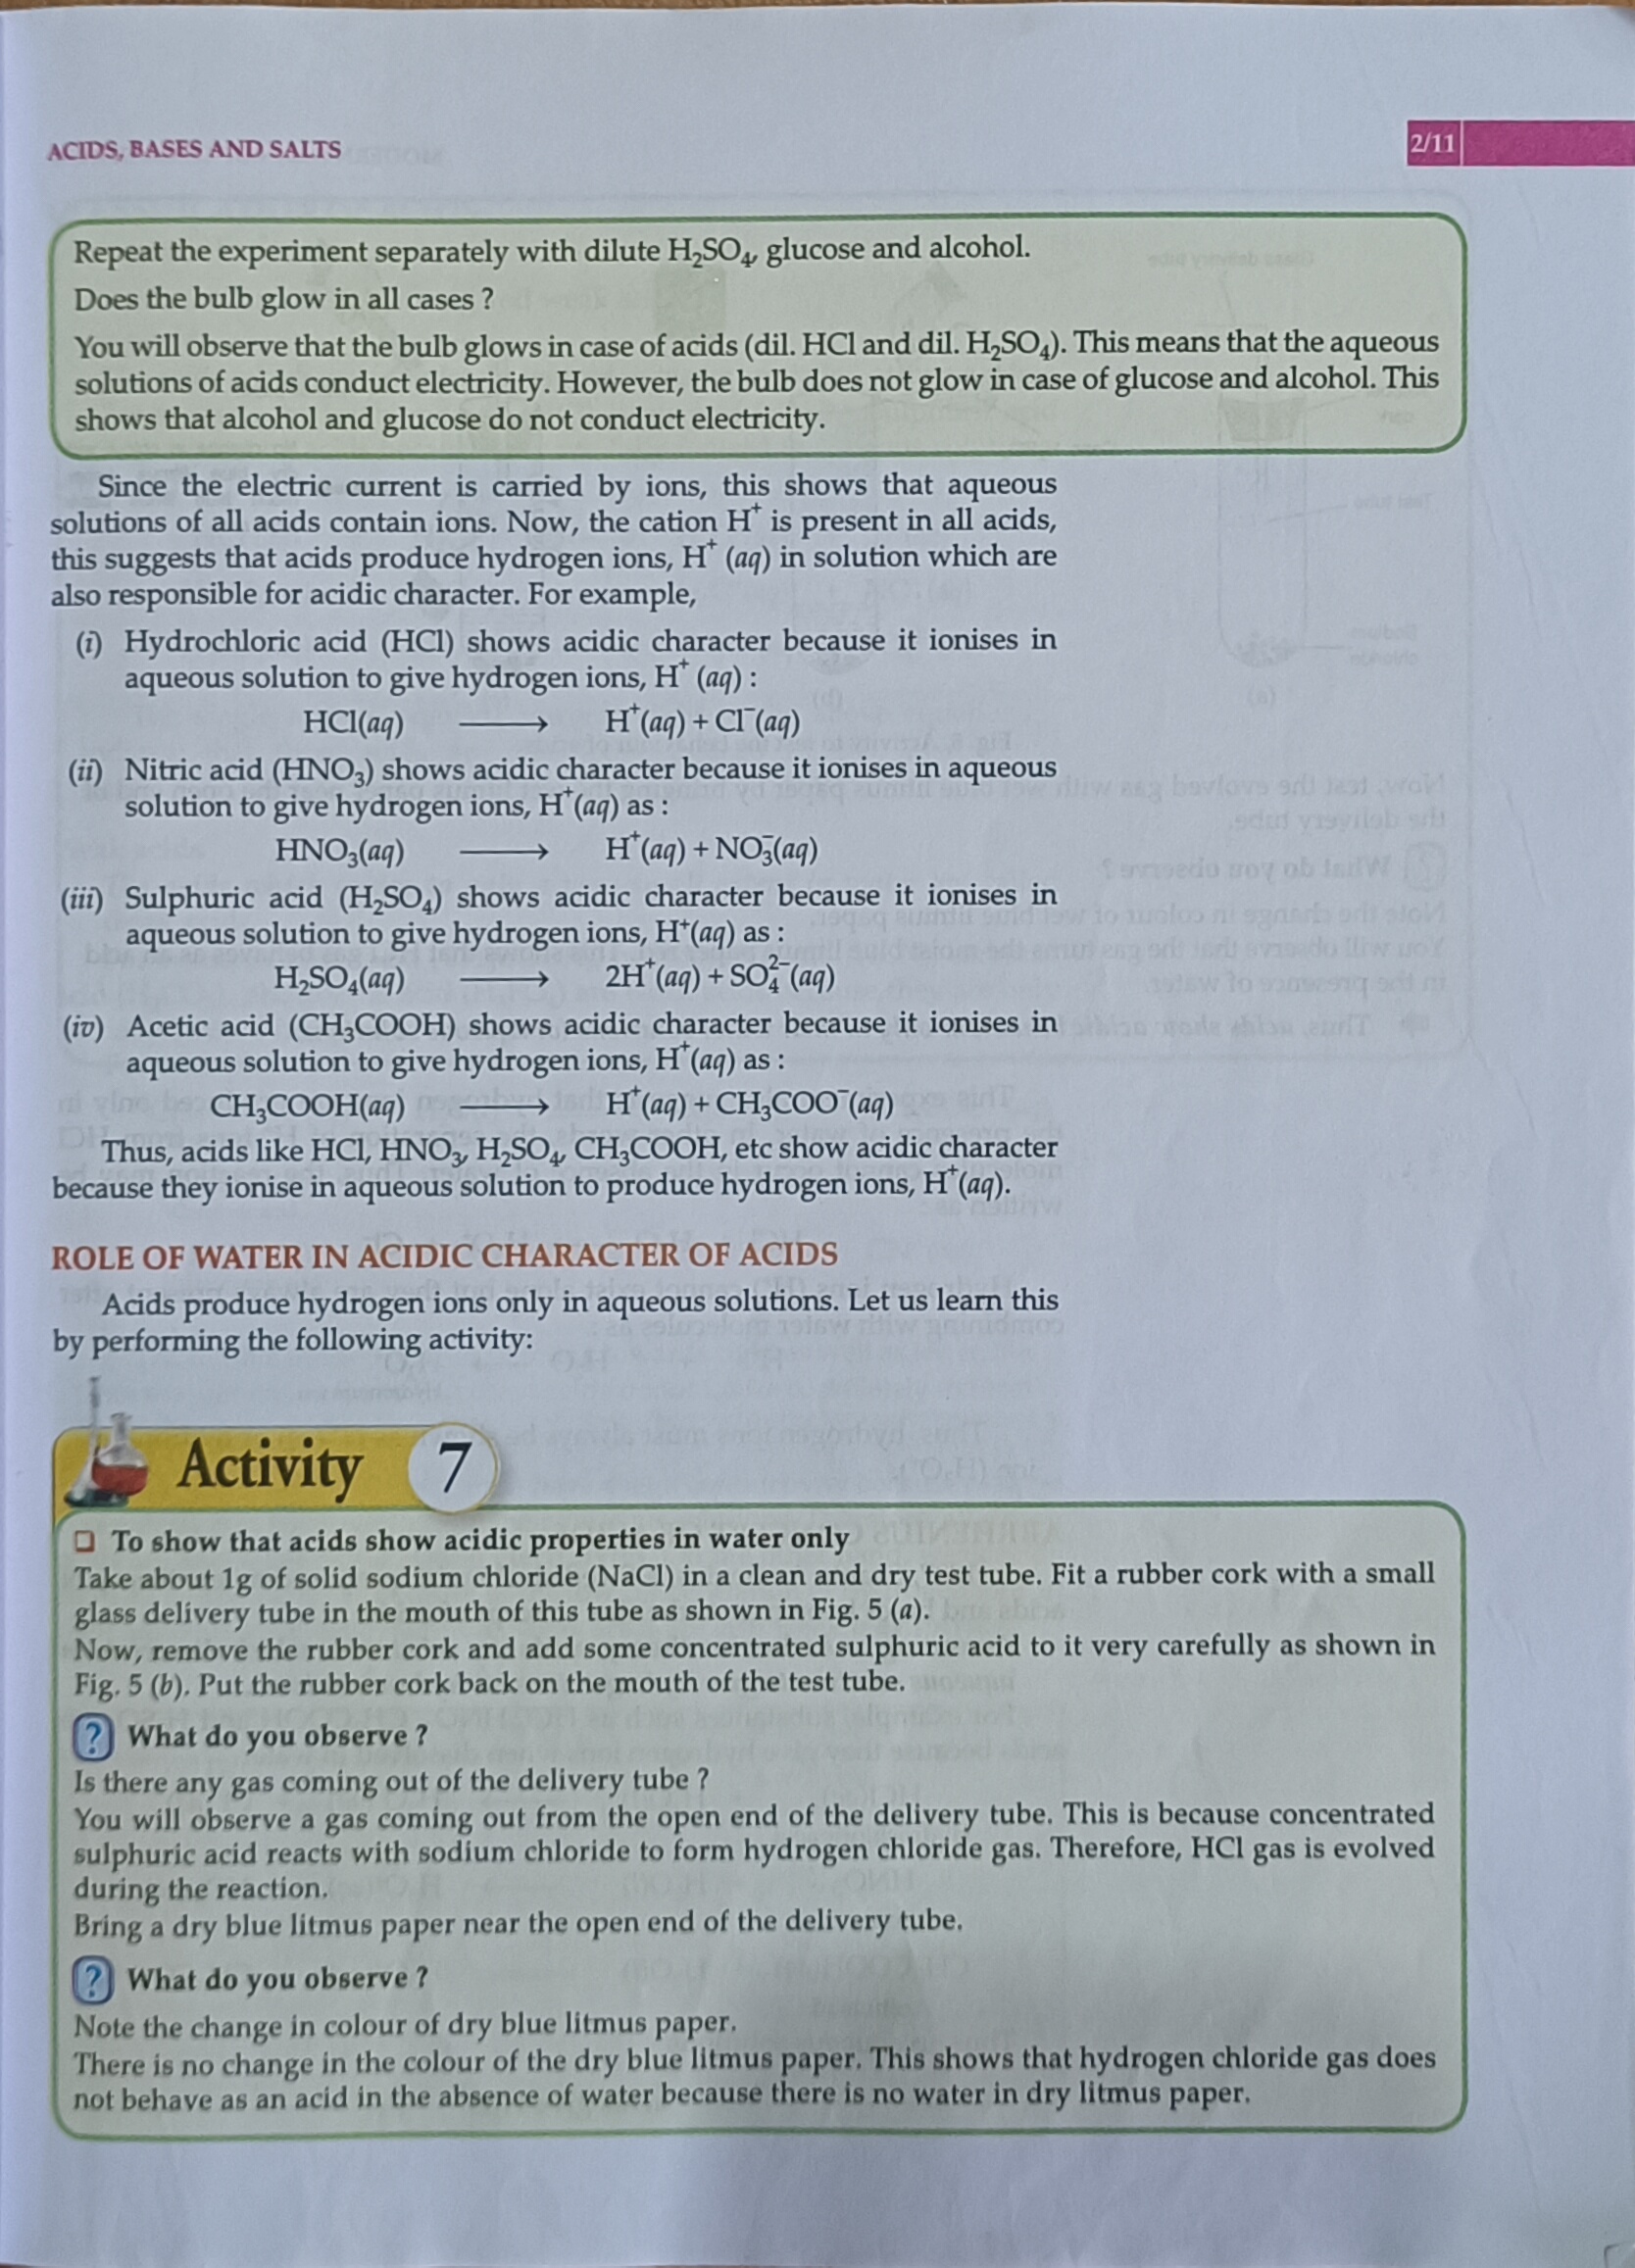 ACIDS, BASES AND SALTS
2/11
Repeat the experiment separately with dilute H₂SO₄, glucose and alcohol.
Does the bulb glow in all cases ?
You will observe that the bulb glows in case of acids (dil. HCl and dil. H₂SO₄). This means that the aqueous
solutions of acids conduct electricity. However, the bulb does not glow in case of glucose and alcohol. This
shows that alcohol and glucose do not conduct electricity.
Since the electric current is carried by ions, this shows that aqueous
solutions of all acids contain ions. Now, the cation H⁺ is present in all acids,
this suggests that acids produce hydrogen ions, H⁺ (aq) in solution which are
also responsible for acidic character. For example,
(i) Hydrochloric acid (HCl) shows acidic character because it ionises in
aqueous solution to give hydrogen ions, H⁺ (aq) :
HCl(aq) ⟶ H⁺(aq) + Cl⁻(aq)
(ii) Nitric acid (HNO₃) shows acidic character because it ionises in aqueous
solution to give hydrogen ions, H⁺(aq) as :
HNO₃(aq) ⟶ H⁺(aq) + NO₃⁻(aq)
(iii) Sulphuric acid (H₂SO₄) shows acidic character because it ionises in
aqueous solution to give hydrogen ions, H⁺(aq) as :
H₂SO₄(aq) ⟶ 2H⁺(aq) + SO₄²⁻(aq)
(iv) Acetic acid (CH₃COOH) shows acidic character because it ionises in
aqueous solution to give hydrogen ions, H⁺(aq) as :
CH₃COOH(aq) ⟶ H⁺(aq) + CH₃COO⁻(aq)
Thus, acids like HCl, HNO₃, H₂SO₄, CH₃COOH, etc show acidic character
because they ionise in aqueous solution to produce hydrogen ions, H⁺(aq).
ROLE OF WATER IN ACIDIC CHARACTER OF ACIDS
Acids produce hydrogen ions only in aqueous solutions. Let us learn this
by performing the following activity:
Activity 7
❑ To show that acids show acidic properties in water only
Take about 1g of solid sodium chloride (NaCl) in a clean and dry test tube. Fit a rubber cork with a small
glass delivery tube in the mouth of this tube as shown in Fig. 5 (a).
Now, remove the rubber cork and add some concentrated sulphuric acid to it very carefully as shown in
Fig. 5 (b). Put the rubber cork back on the mouth of the test tube.
? What do you observe ?
Is there any gas coming out of the delivery tube ?
You will observe a gas coming out from the open end of the delivery tube. This is because concentrated
sulphuric acid reacts with sodium chloride to form hydrogen chloride gas. Therefore, HCl gas is evolved
during the reaction.
Bring a dry blue litmus paper near the open end of the delivery tube.
? What do you observe ?
Note the change in colour of dry blue litmus paper.
There is no change in the colour of the dry blue litmus paper. This shows that hydrogen chloride gas does
not behave as an acid in the absence of water because there is no water in dry litmus paper.